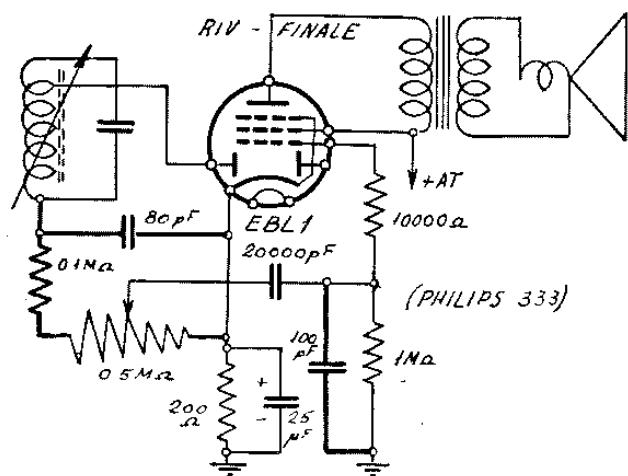 RIV - FINALE
+AT
EBL1
80pF
10000Ω
20000pF
0.1MΩ
(PHILIPS 333)
100
pF
1MΩ
0.5MΩ
+
-
200
Ω
25
µF